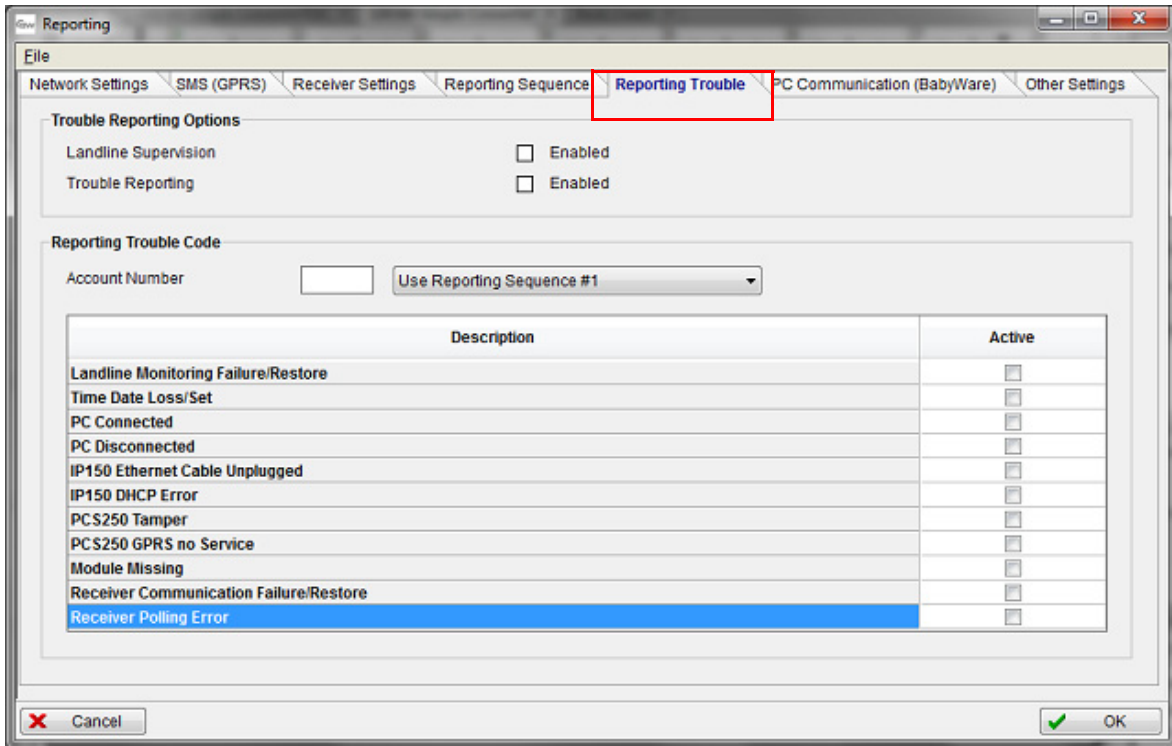 Reporting
File
Network Settings SMS (GPRS) Receiver Settings Reporting Sequence Reporting Trouble PC Communication (BabyWare) Other Settings
Trouble Reporting Options
Landline Supervision Enabled
Trouble Reporting Enabled
Reporting Trouble Code
Account Number Use Reporting Sequence #1
Description Active
Landline Monitoring Failure/Restore
Time Date Loss/Set
PC Connected
PC Disconnected
IP150 Ethernet Cable Unplugged
IP150 DHCP Error
PCS250 Tamper
PCS250 GPRS no Service
Module Missing
Receiver Communication Failure/Restore
Receiver Polling Error
Cancel OK